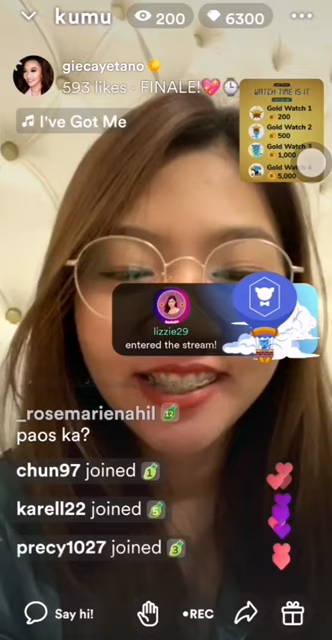 kumu
200
6300
giecayetano
593 likes - FINALE!
I've Got Me
WATCH TIME IS IT
Gold Watch 1
200
Gold Watch 2
500
Gold Watch 3
1,000
Gold Watch 4
5,000
lizzie29
entered the stream!
_rosemarienahil 12
paos ka?
chun97 joined 1
karell22 joined 5
precy1027 joined 3
Say hi!
•REC